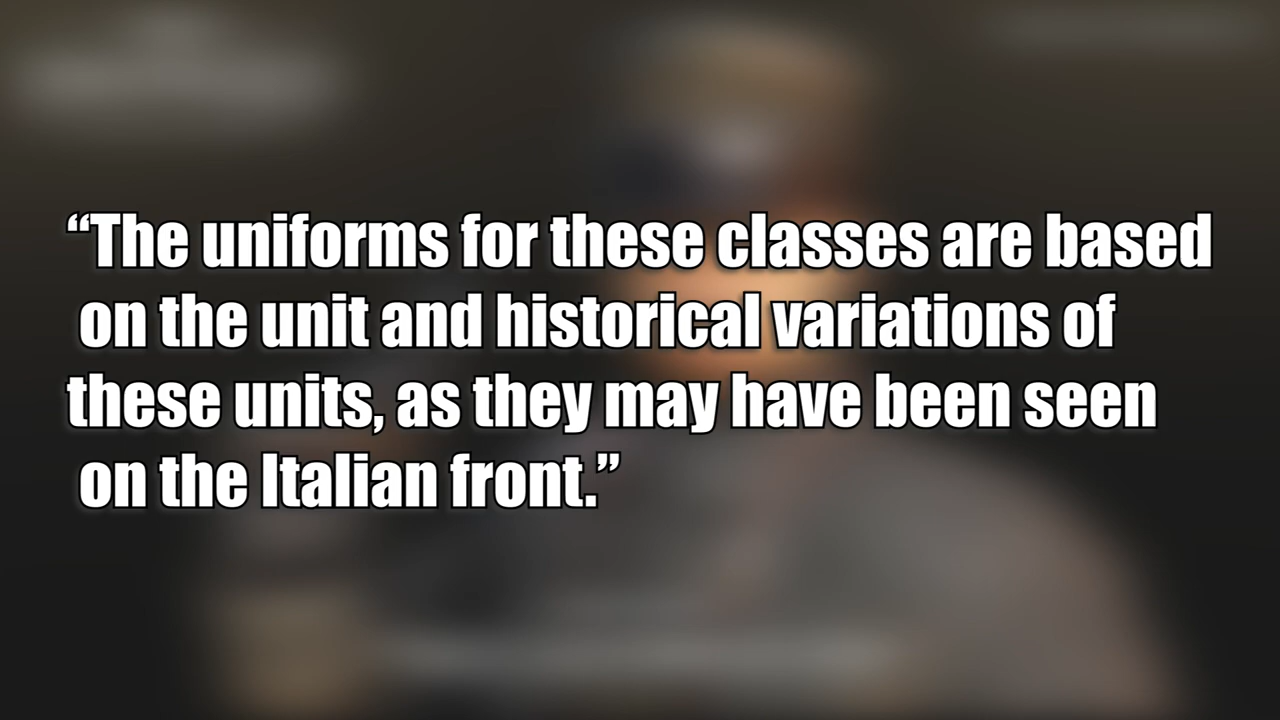 “The uniforms for these classes are based
on the unit and historical variations of
these units, as they may have been seen
on the Italian front.”